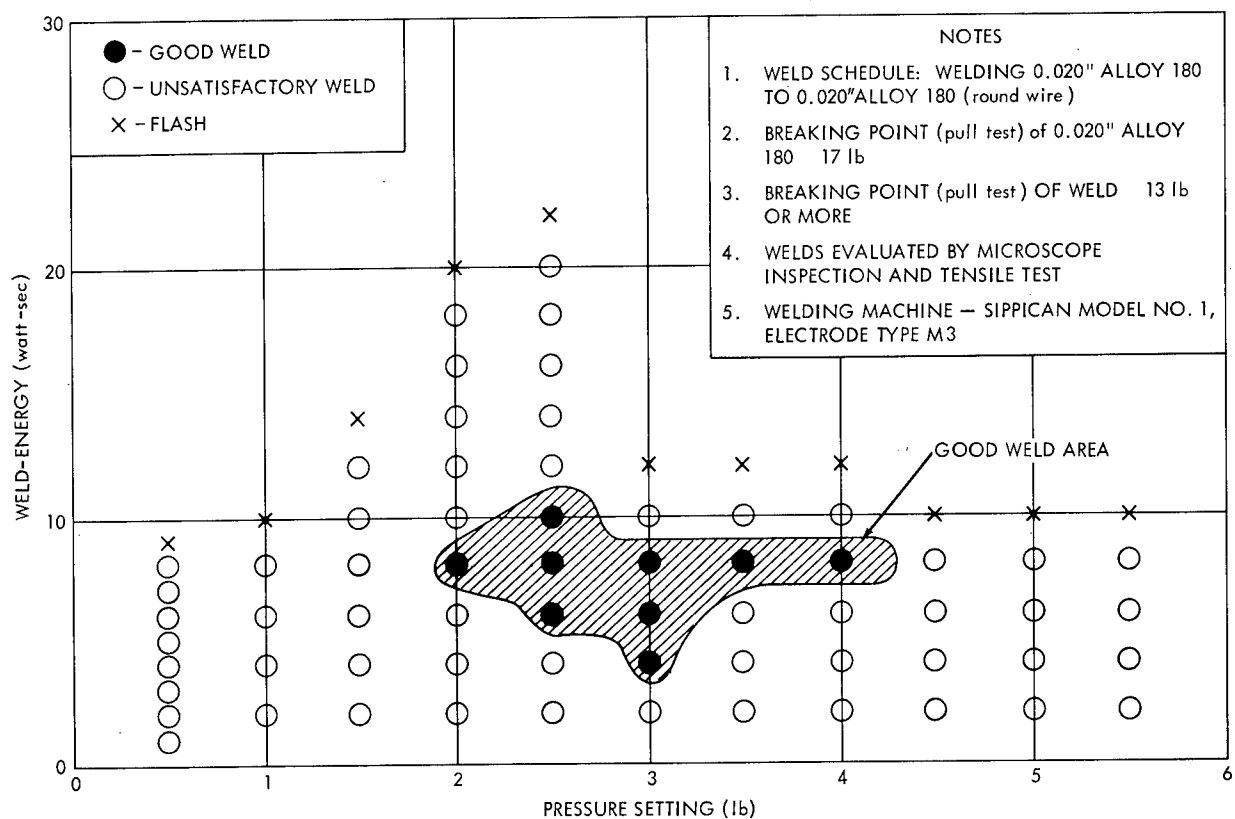 30
● – GOOD WELD
○ – UNSATISFACTORY WELD
× – FLASH
NOTES
1. WELD SCHEDULE: WELDING 0.020" ALLOY 180
TO 0.020" ALLOY 180 (round wire)
2. BREAKING POINT (pull test) of 0.020" ALLOY
180 17 lb
3. BREAKING POINT (pull test) OF WELD 13 lb
OR MORE
4. WELDS EVALUATED BY MICROSCOPE
INSPECTION AND TENSILE TEST
5. WELDING MACHINE – SIPPICAN MODEL NO. 1,
ELECTRODE TYPE M3
20
WELD-ENERGY (watt-sec)
GOOD WELD AREA
10
0
0 1 2 3 4 5 6
PRESSURE SETTING (lb)